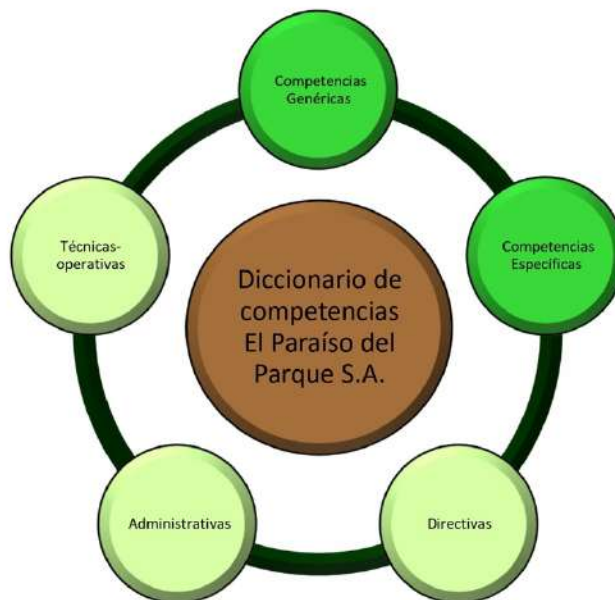 Competencias
Genéricas
Técnicas-
operativas
Competencias
Específicas
Diccionario de
competencias
El Paraíso del
Parque S.A.
Administrativas
Directivas